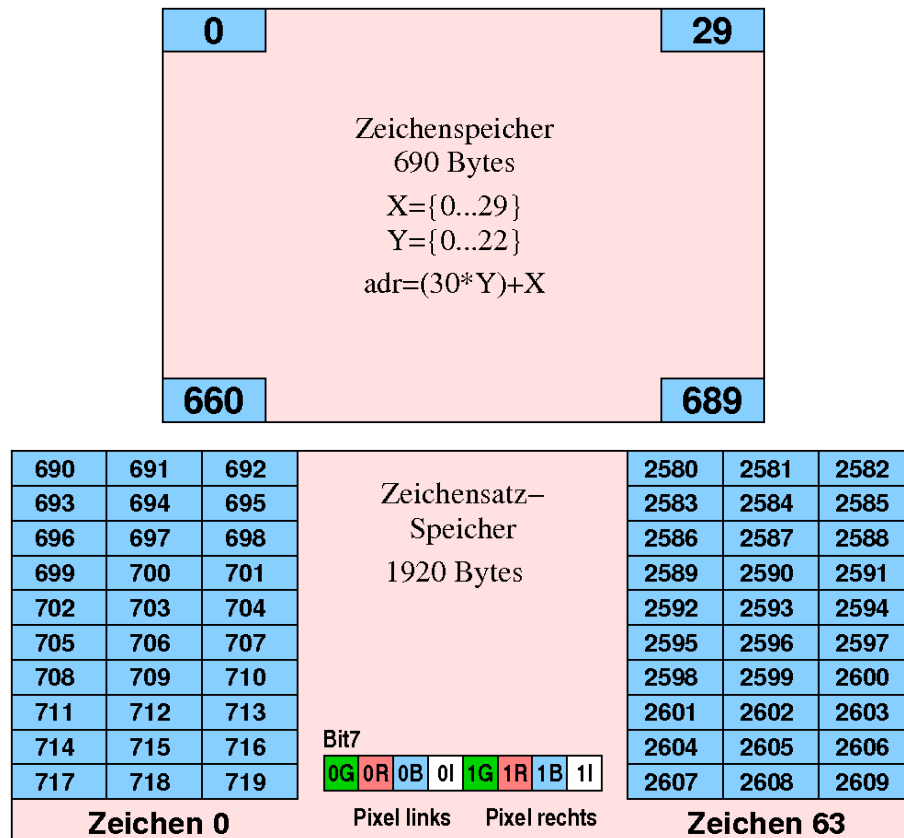 0 29
Zeichenspeicher
690 Bytes
X={0...29}
Y={0...22}
adr=(30*Y)+X
660 689
690 691 692
693 694 695
696 697 698
699 700 701
702 703 704
705 706 707
708 709 710
711 712 713
714 715 716
717 718 719
Zeichen 0
Zeichensatz–
Speicher
1920 Bytes
Bit7
0G 0R 0B 0I 1G 1R 1B 1I
Pixel links Pixel rechts
2580 2581 2582
2583 2584 2585
2586 2587 2588
2589 2590 2591
2592 2593 2594
2595 2596 2597
2598 2599 2600
2601 2602 2603
2604 2605 2606
2607 2608 2609
Zeichen 63